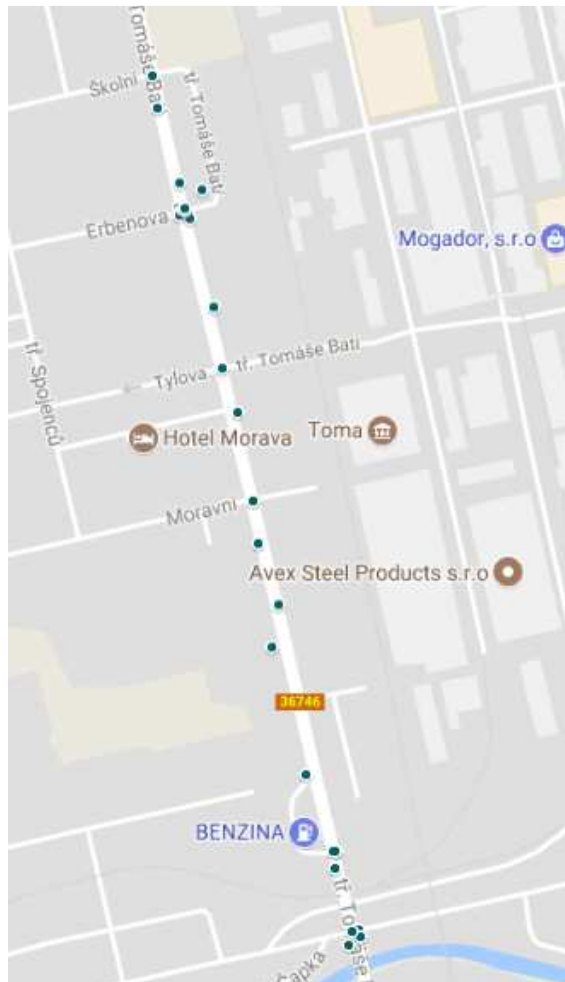 Tomáše Bati
Školní
tř. Tomáše Bati
Erbenova
Mogador, s.r.o
tř. Spojenců
Tylova
tř. Tomáše Bati
Hotel Morava
Toma
Moravní
Avex Steel Products s.r.o
36746
BENZINA
tř. To
Čapka